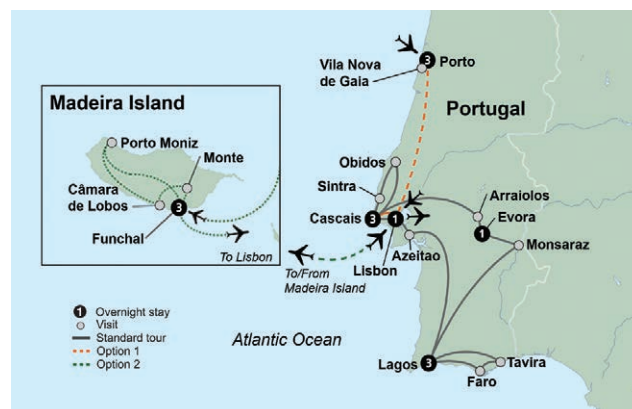 Madeira Island
Porto Moniz
Monte
Câmara
de Lobos
3
Funchal
To Lisbon
1 Overnight stay
Visit
Standard tour
Option 1
Option 2
3 Porto
Vila Nova
de Gaia
Portugal
Obidos
Sintra
Cascais 3
1
Lisbon
Azeitao
Arraiolos
Evora
1
Monsaraz
To/From
Madeira Island
Atlantic Ocean
Lagos 3
Tavira
Faro